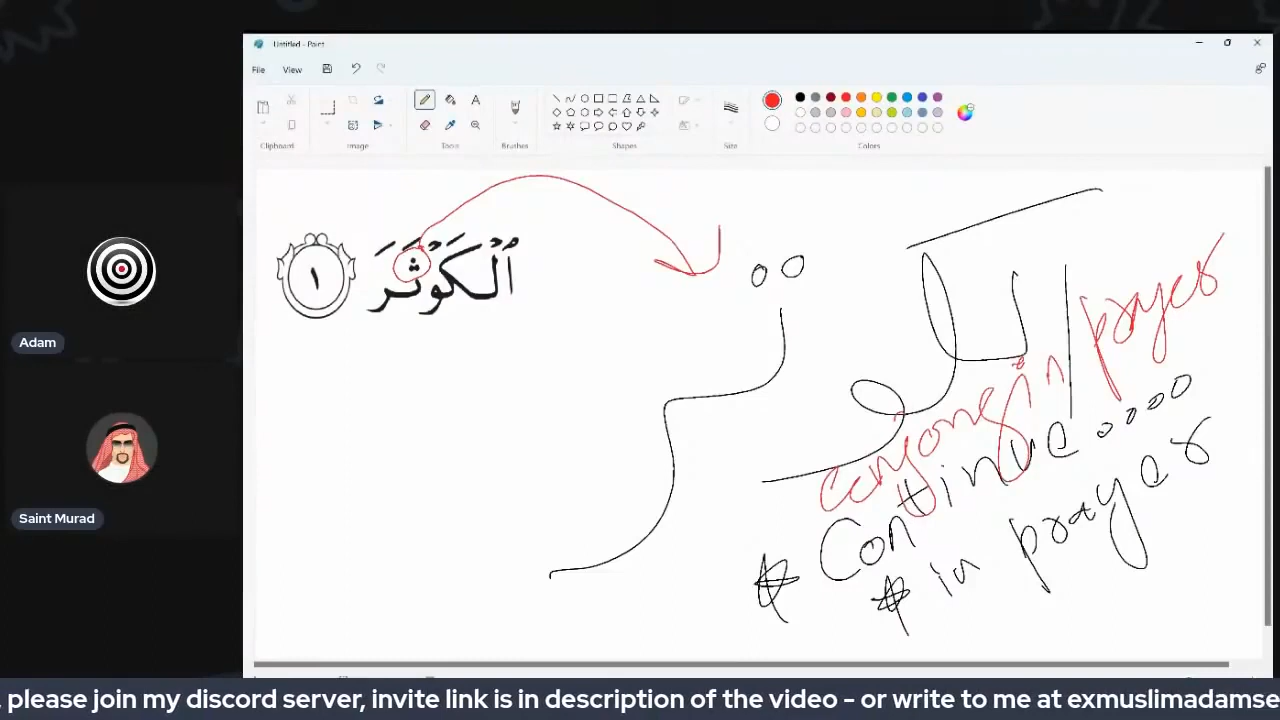 Untitled - Paint
File View
Clipboard Image Tools Brushes Shapes Size Colors
ٱلۡكَوۡثَرَ ١
in prayer
Continue
* in prayer
Adam
Saint Murad
, please join my discord server, invite link is in description of the video - or write to me at exmuslimadamse